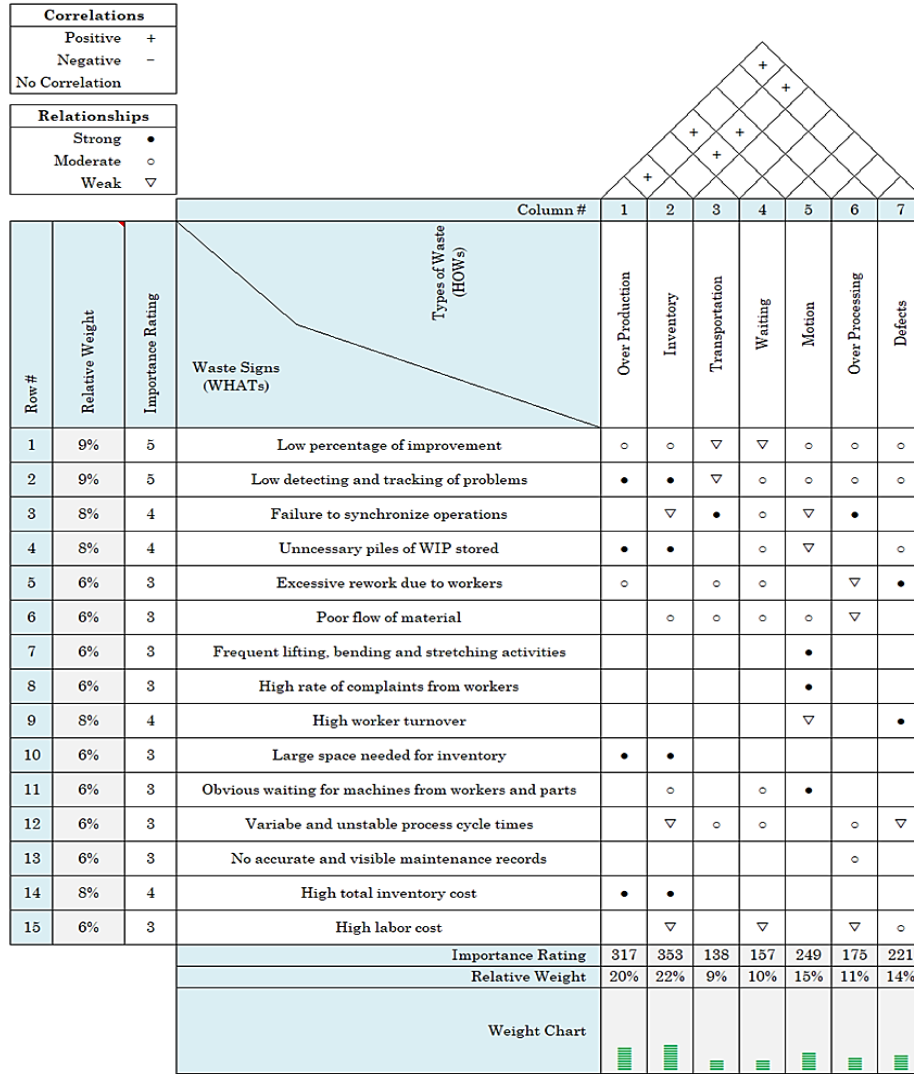 Correlations
Positive +
Negative −
No Correlation
Relationships
Strong ●
Moderate ○
Weak ▽
+
+
+ +
+
+
Column # 1 2 3 4 5 6 7
Row #
Relative Weight
Importance Rating
Types of Waste
(HOWs)
Waste Signs
(WHATs)
Over Production
Inventory
Transportation
Waiting
Motion
Over Processing
Defects
1 9% 5 Low percentage of improvement ○ ○ ▽ ▽ ○ ○ ○
2 9% 5 Low detecting and tracking of problems ● ● ▽ ○ ○ ○ ○
3 8% 4 Failure to synchronize operations ▽ ● ○ ▽ ●
4 8% 4 Unncessary piles of WIP stored ● ● ○ ▽ ○
5 6% 3 Excessive rework due to workers ○ ○ ○ ▽ ●
6 6% 3 Poor flow of material ○ ○ ○ ○ ▽
7 6% 3 Frequent lifting, bending and stretching activities ●
8 6% 3 High rate of complaints from workers ●
9 8% 4 High worker turnover ▽ ●
10 6% 3 Large space needed for inventory ● ●
11 6% 3 Obvious waiting for machines from workers and parts ○ ○ ●
12 6% 3 Variabe and unstable process cycle times ▽ ○ ○ ○ ▽
13 6% 3 No accurate and visible maintenance records ○
14 8% 4 High total inventory cost ● ●
15 6% 3 High labor cost ▽ ▽ ▽ ○
Importance Rating 317 353 138 157 249 175 221
Relative Weight 20% 22% 9% 10% 15% 11% 14%
Weight Chart